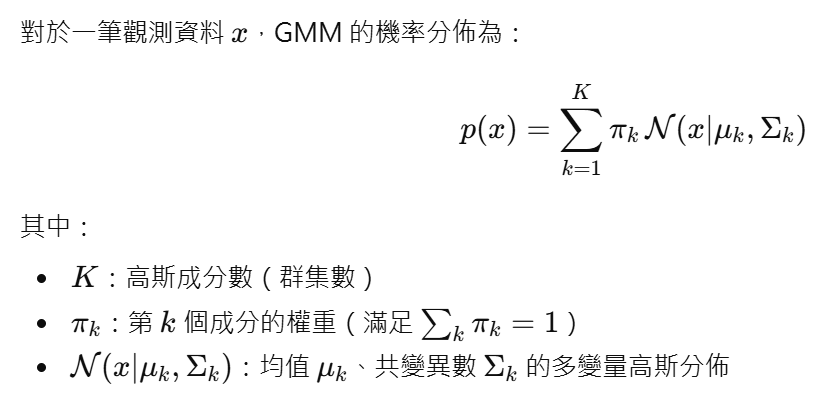 對於一筆觀測資料 x，GMM 的機率分佈為：
p(x) = \sum_{k=1}^{K} \pi_k \mathcal{N}(x|\mu_k, \Sigma_k)
其中：
• K：高斯成分數（群集數）
• \pi_k：第 k 個成分的權重（滿足 \sum_k \pi_k = 1）
• \mathcal{N}(x|\mu_k, \Sigma_k)：均值 \mu_k、共變異數 \Sigma_k 的多變量高斯分佈